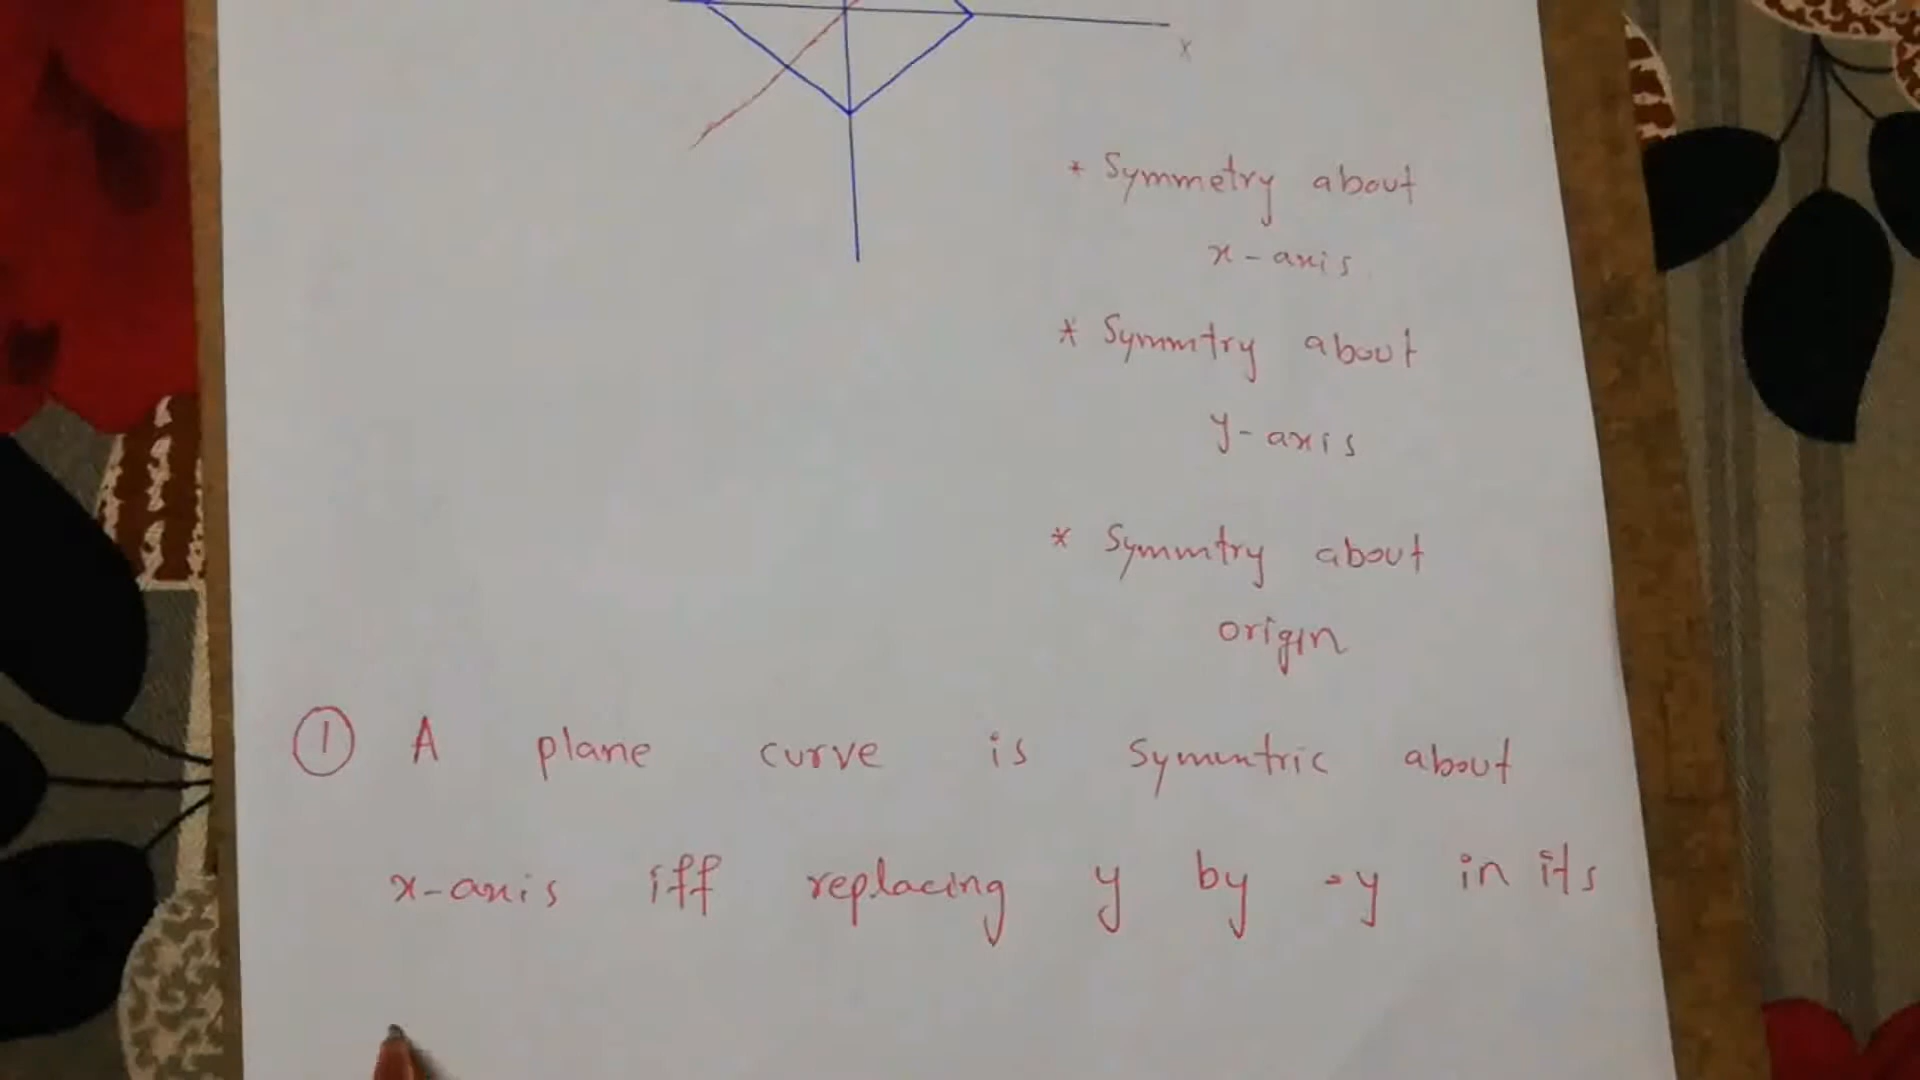 x
* Symmetry about
x-axis
* Symmtry about
y-axis
* Symmtry about
origin
① A plane curve is Symmtric about
x-axis iff replacing y by -y in its